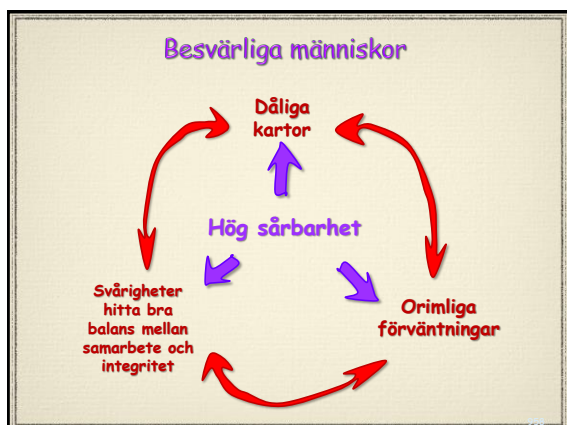 Besvärliga människor
Dåliga
kartor
Hög sårbarhet
Svårigheter
hitta bra
balans mellan
samarbete och
integritet
Orimliga
förväntningar